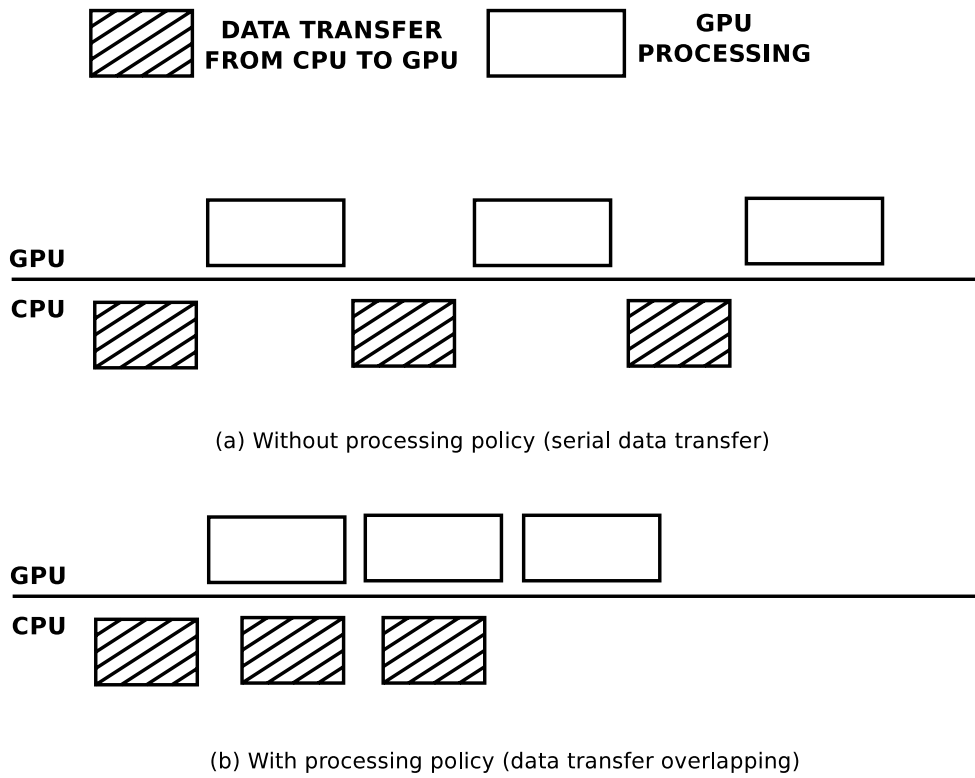 DATA TRANSFER
FROM CPU TO GPU
GPU
PROCESSING
GPU
CPU
(a) Without processing policy (serial data transfer)
GPU
CPU
(b) With processing policy (data transfer overlapping)